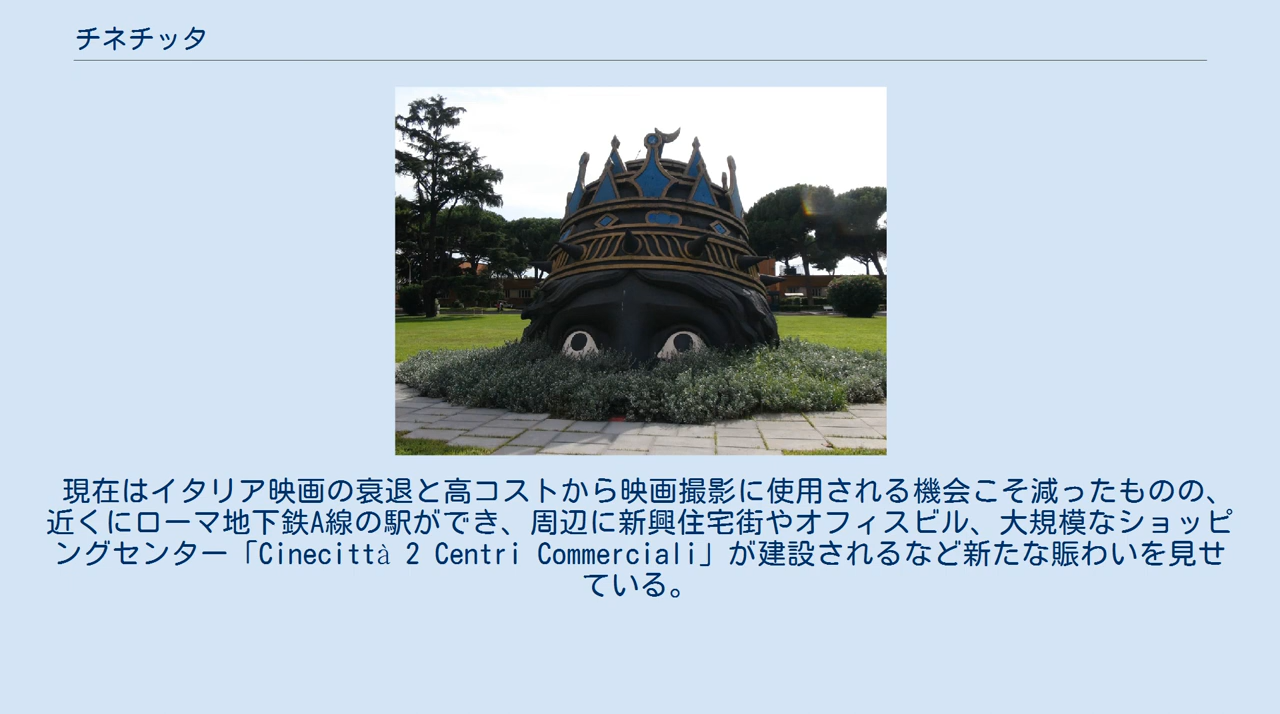 チネチッタ
現在はイタリア映画の衰退と高コストから映画撮影に使用される機会こそ減ったものの、
近くにローマ地下鉄A線の駅ができ、周辺に新興住宅街やオフィスビル、大規模なショッピ
ングセンター「Cinecittà 2 Centri Commerciali」が建設されるなど新たな賑わいを見せ
ている。